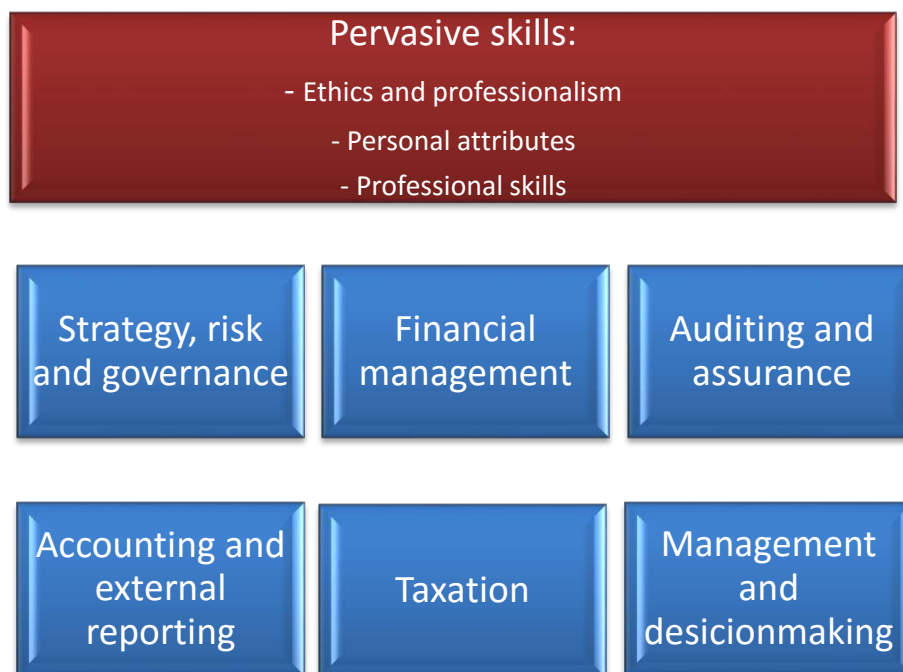 Pervasive skills:
- Ethics and professionalism
- Personal attributes
- Professional skills
Strategy, risk
and governance
Financial
management
Auditing and
assurance
Accounting and
external
reporting
Taxation
Management
and
desicionmaking